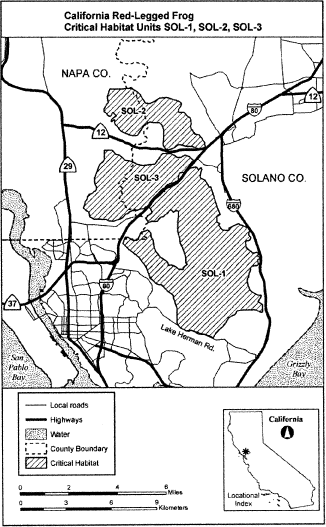 California Red-Legged Frog
Critical Habitat Units SOL-1, SOL-2, SOL-3
NAPA CO.
80
SOL-2
12
12
29
SOL-3
SOLANO CO.
680
SOL-1
80
37
Lake Herman Rd.
San
Pablo
Bay
Grizzly
Bay
Local roads
Highways
Water
County Boundary
Critical Habitat
California
Locational
Index
0 2 4 6
Miles
0 3 6 9
Kilometers